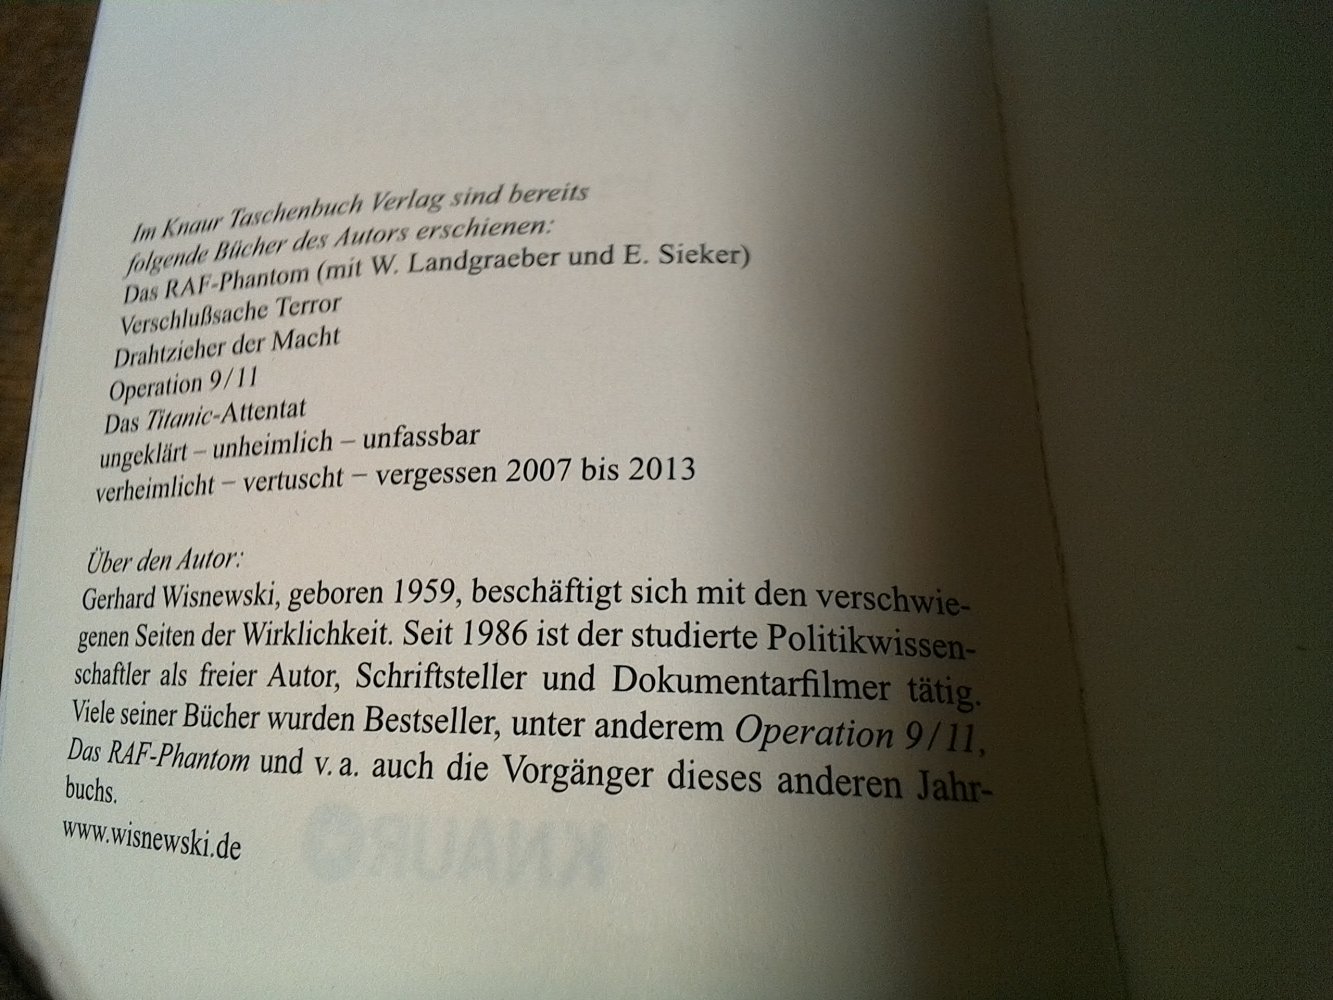 Im Knaur Taschenbuch Verlag sind bereits
folgende Bücher des Autors erschienen:
Das RAF-Phantom (mit W. Landgraeber und E. Sieker)
Verschlußsache Terror
Drahtzieher der Macht
Operation 9/11
Das Titanic-Attentat
ungeklärt – unheimlich – unfassbar
verheimlicht – vertuscht – vergessen 2007 bis 2013
Über den Autor:
Gerhard Wisnewski, geboren 1959, beschäftigt sich mit den verschwie-
genen Seiten der Wirklichkeit. Seit 1986 ist der studierte Politikwissen-
schaftler als freier Autor, Schriftsteller und Dokumentarfilmer tätig.
Viele seiner Bücher wurden Bestseller, unter anderem Operation 9/11,
Das RAF-Phantom und v. a. auch die Vorgänger dieses anderen Jahr-
buchs.
www.wisnewski.de
KNAUR